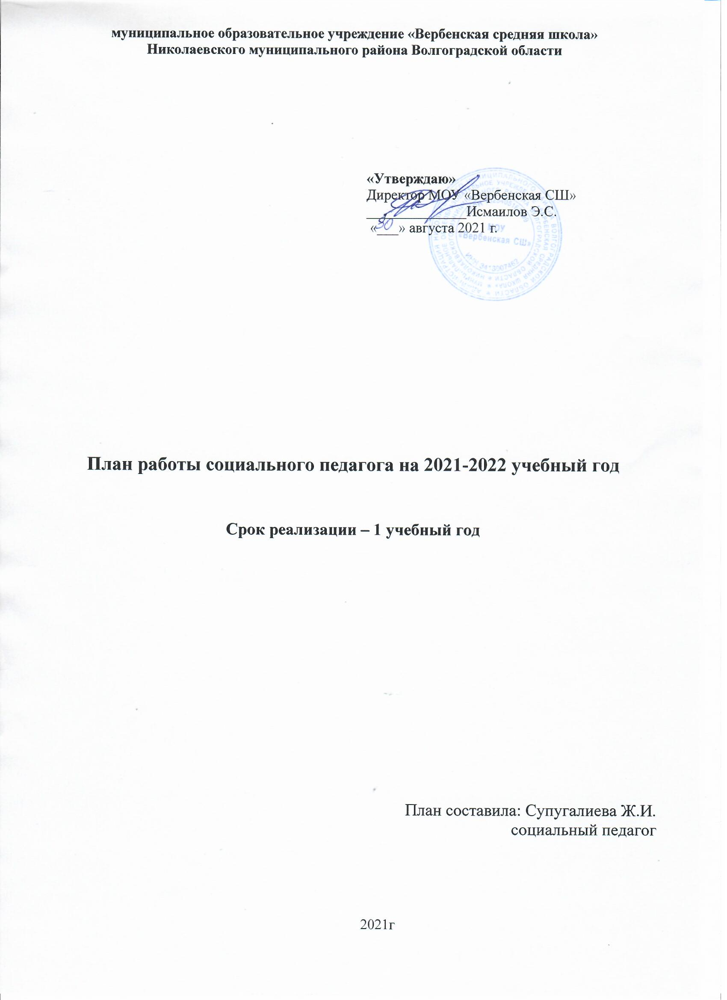 муниципальное образовательное учреждение «Вербенская средняя школа»
Николаевского муниципального района Волгоградской области
«Утверждаю»
Директор МОУ «Вербенская СШ»
______________Исмаилов Э.С.
«30» августа 2021 г.
МОУ
«Вербенская СШ»
ИНН 3413007462
План работы социального педагога на 2021-2022 учебный год
Срок реализации – 1 учебный год
План составила: Супугалиева Ж.И.
социальный педагог
2021г